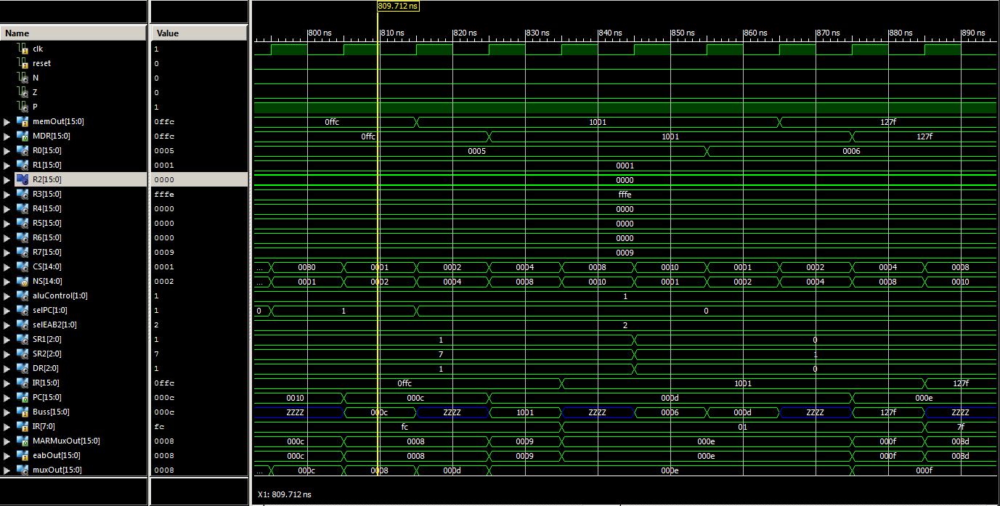 809.712 ns
Name Value 800 ns 810 ns 820 ns 830 ns 840 ns 850 ns 860 ns 870 ns 880 ns 890 ns
clk 1
reset 0
N 0
Z 0
P 1
memOut[15:0] 0ffc 0ffc 1001 127f
MDR[15:0] 0ffc 0ffc 1001 127f
R0[15:0] 0005 0005 0006
R1[15:0] 0001 0001
R2[15:0] 0000 0000
R3[15:0] fffe fffe
R4[15:0] 0000 0000
R5[15:0] 0000 0000
R6[15:0] 0000 0000
R7[15:0] 0009 0009
CS[14:0] 0001 ... 0080 0001 0002 0004 0008 0010 0001 0002 0004 0008
NS[14:0] 0002 ... 0001 0002 0004 0008 0010 0001 0002 0004 0008 0010
aluControl[1:0] 1 1
selPC[1:0] 1 0 1 0
selEAB2[1:0] 2 2
SR1[2:0] 1 1 0
SR2[2:0] 7 7 1
DR[2:0] 1 1 0
IR[15:0] 0ffc 0ffc 1001 127f
PC[15:0] 000c 0010 000c 000d 000e
Buss[15:0] 000c ZZZZ 000c ZZZZ 1001 ZZZZ 0006 000d ZZZZ 127f ZZZZ
IR[7:0] fc fc 01 7f
MARMuxOut[15:0] 0008 000c 0008 0009 000e 000f 008d
eabOut[15:0] 0008 000c 0008 0009 000e 000f 008d
muxOut[15:0] 0008 ... 000c 0008 000d 000e 000f
X1: 809.712 ns